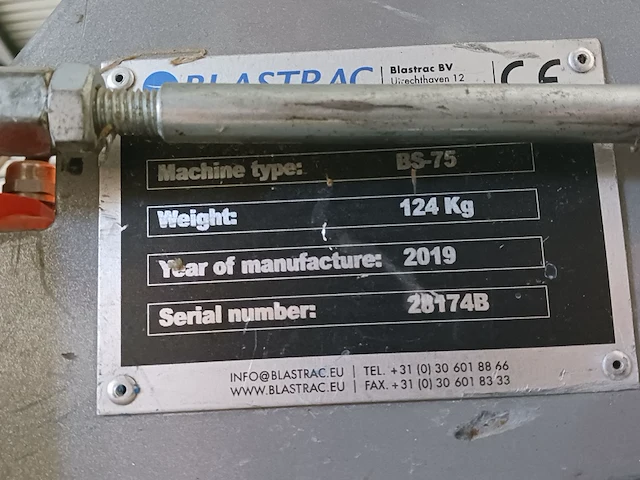 BLASTRAC
Blastrac BV
Utrechthaven 12
CE
Machine type: BS-75
Weight: 124 Kg
Year of manufacture: 2019
Serial number: 28174B
INFO@BLASTRAC.EU | TEL. +31 (0) 30 601 88 66
WWW.BLASTRAC.EU | FAX. +31 (0) 30 601 83 33